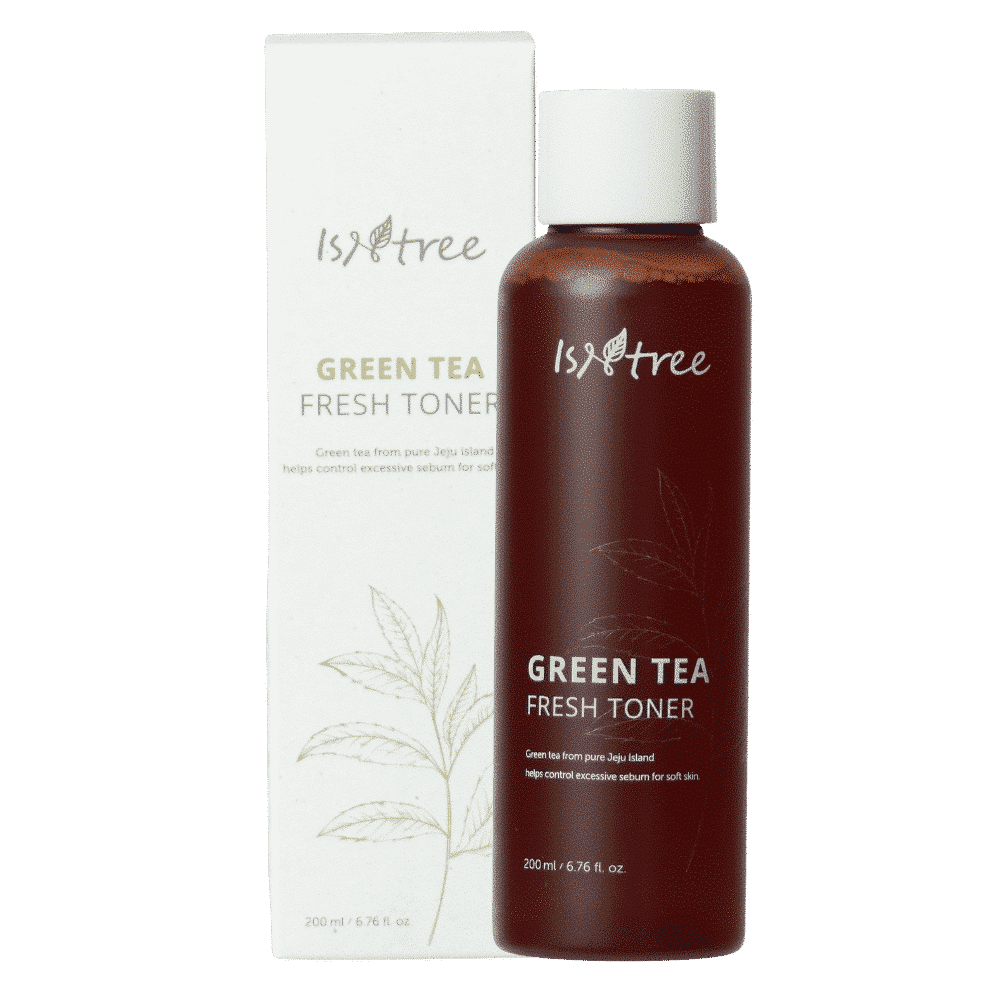 IsNtree
GREEN TEA
FRESH TONER
Green tea from pure Jeju island
helps control excessive sebum for sof
200 ml / 6.76 fl. oz.
IsNtree
GREEN TEA
FRESH TONER
Green tea from pure Jeju Island
helps control excessive sebum for soft skin.
200 ml / 6.76 fl. oz.